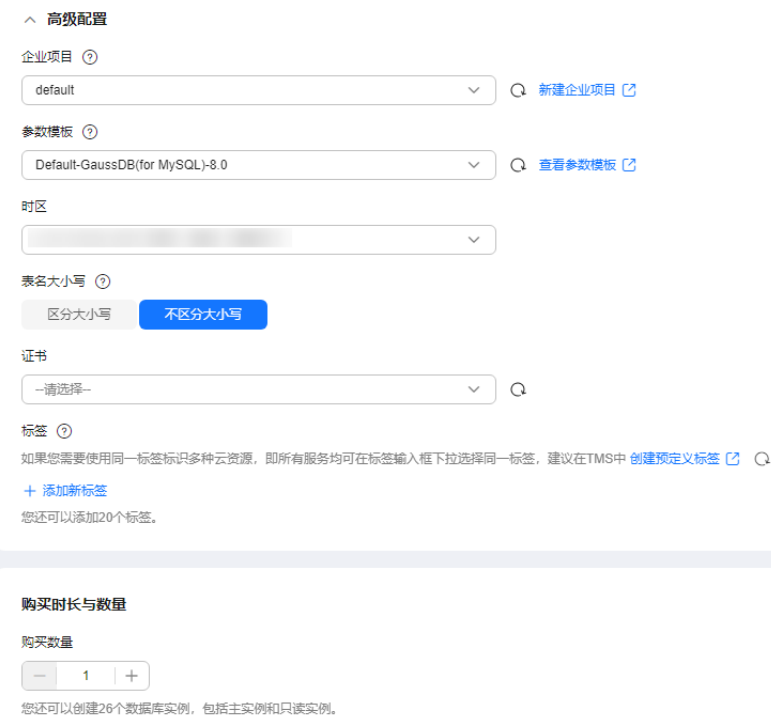 高级配置
企业项目
default
新建企业项目
参数模板
Default-GaussDB(for MySQL)-8.0
查看参数模板
时区
表名大小写
区分大小写
不区分大小写
证书
--请选择--
标签
如果您需要使用同一标签标识多种云资源，即所有服务均可在标签输入框下拉选择同一标签，建议在TMS中 创建预定义标签
+ 添加新标签
您还可以添加20个标签。
购买时长与数量
购买数量
— 1 +
您还可以创建26个数据库实例，包括主实例和只读实例。